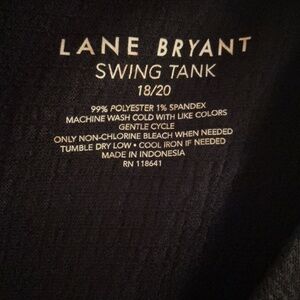 LANE BRYANT
SWING TANK
18/20
99% POLYESTER 1% SPANDEX
MACHINE WASH COLD WITH LIKE COLORS
GENTLE CYCLE
ONLY NON-CHLORINE BLEACH WHEN NEEDED
TUMBLE DRY LOW • COOL IRON IF NEEDED
MADE IN INDONESIA
RN 118641